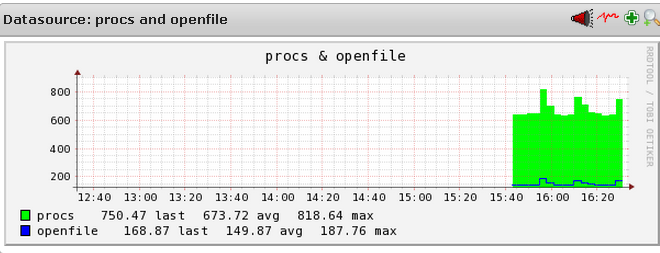 Datasource: procs and openfile
procs & openfile
RRDTOOL / TOBI OETIKER
800
600
400
200
12:40 13:00 13:20 13:40 14:00 14:20 14:40 15:00 15:20 15:40 16:00 16:20
procs 750.47 last 673.72 avg 818.64 max
openfile 168.87 last 149.87 avg 187.76 max